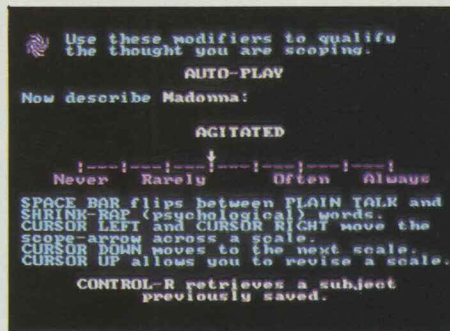 Use these modifiers to qualify
the thought you are scoping.
AUTO-PLAY
Now describe Madonna:
AGITATED
Never Rarely Often Always
SPACE BAR flips between PLAIN TALK and
SHRINK-RAP (psychological) words.
CURSOR LEFT and CURSOR RIGHT move the
scope-arrow across a scale.
CURSOR DOWN moves to the next scale.
CURSOR UP allows you to revise a scale.
CONTROL-R retrieves a subject
previously saved.